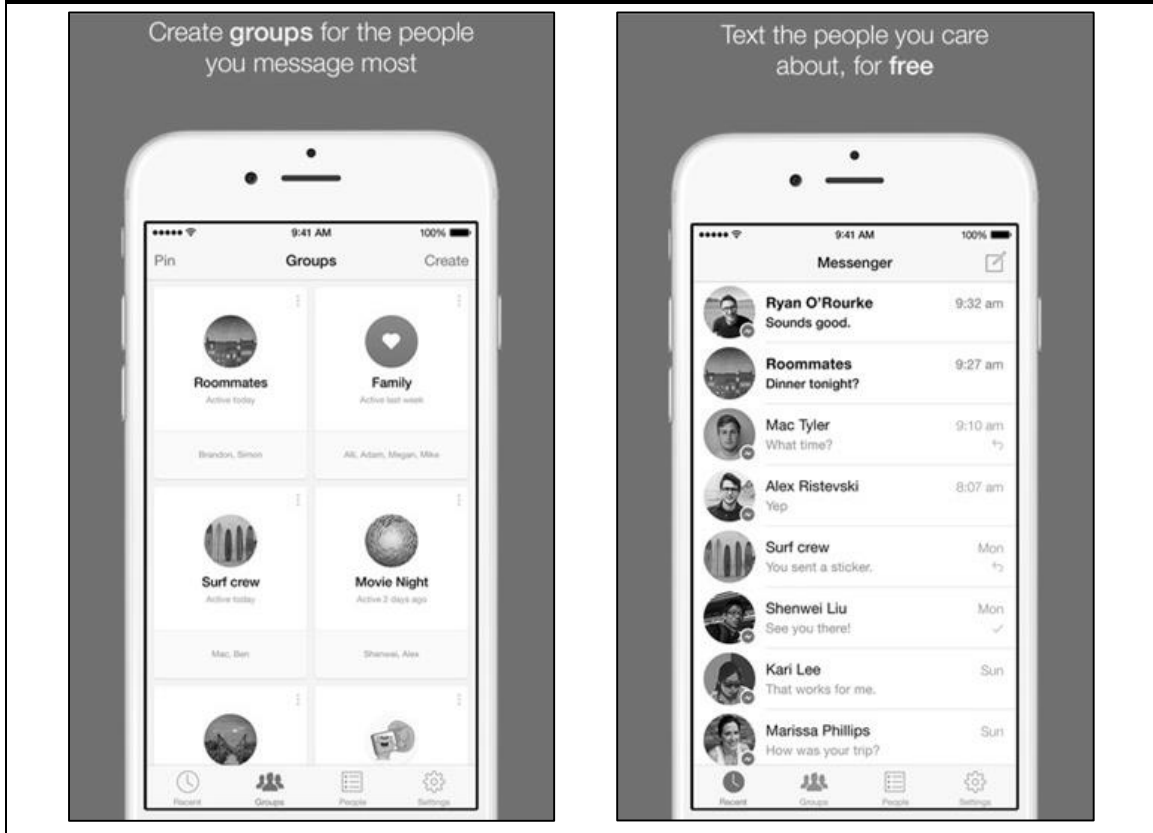 Create groups for the people
you message most
9:41 AM
100%
Pin
Groups
Create
Roommates
Active today
Brandon, Simon
Family
Active last week
Alli, Adam, Megan, Mike
Surf crew
Active today
Mac, Ben
Movie Night
Active 2 days ago
Shenwei, Alex
Recent
Groups
People
Settings
Text the people you care
about, for free
9:41 AM
100%
Messenger
Ryan O'Rourke
9:32 am
Sounds good.
Roommates
9:27 am
Dinner tonight?
Mac Tyler
9:10 am
What time?
Alex Ristevski
8:07 am
Yep
Surf crew
Mon
You sent a sticker.
Shenwei Liu
Mon
See you there!
Kari Lee
Sun
That works for me.
Marissa Phillips
Sun
How was your trip?
Recent
Groups
People
Settings